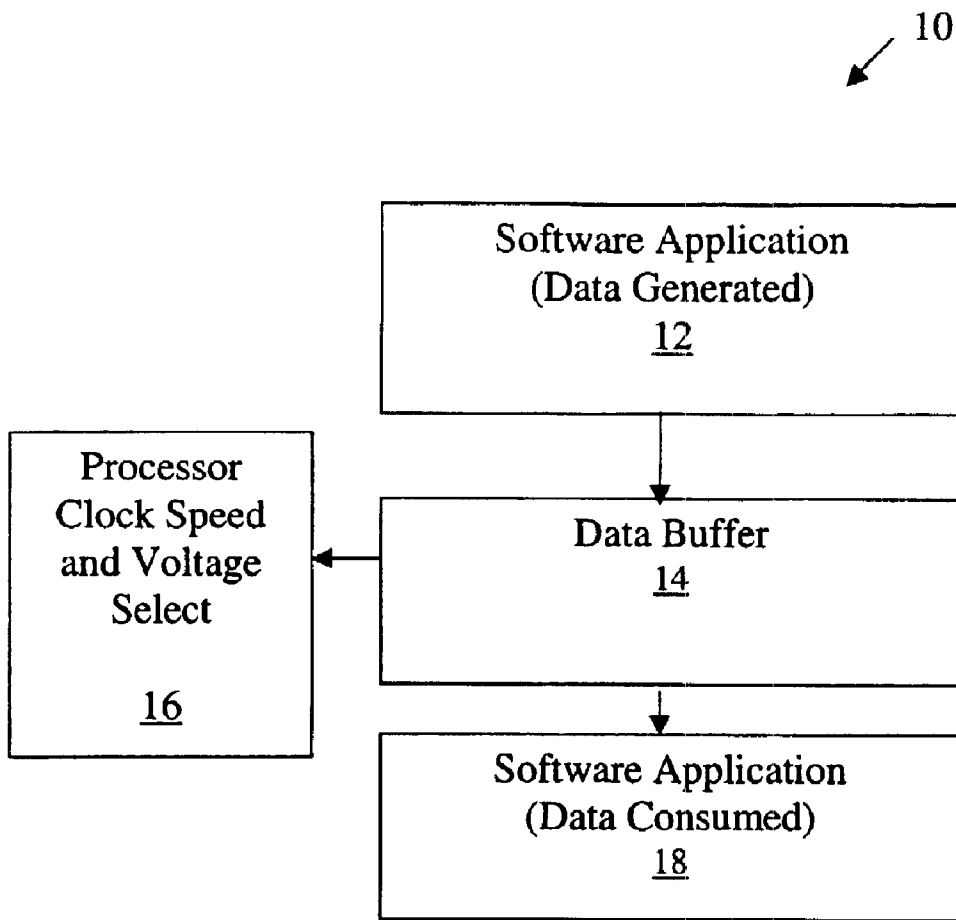 10
Software Application
(Data Generated)
12
Processor
Clock Speed
and Voltage
Select
16
Data Buffer
14
Software Application
(Data Consumed)
18